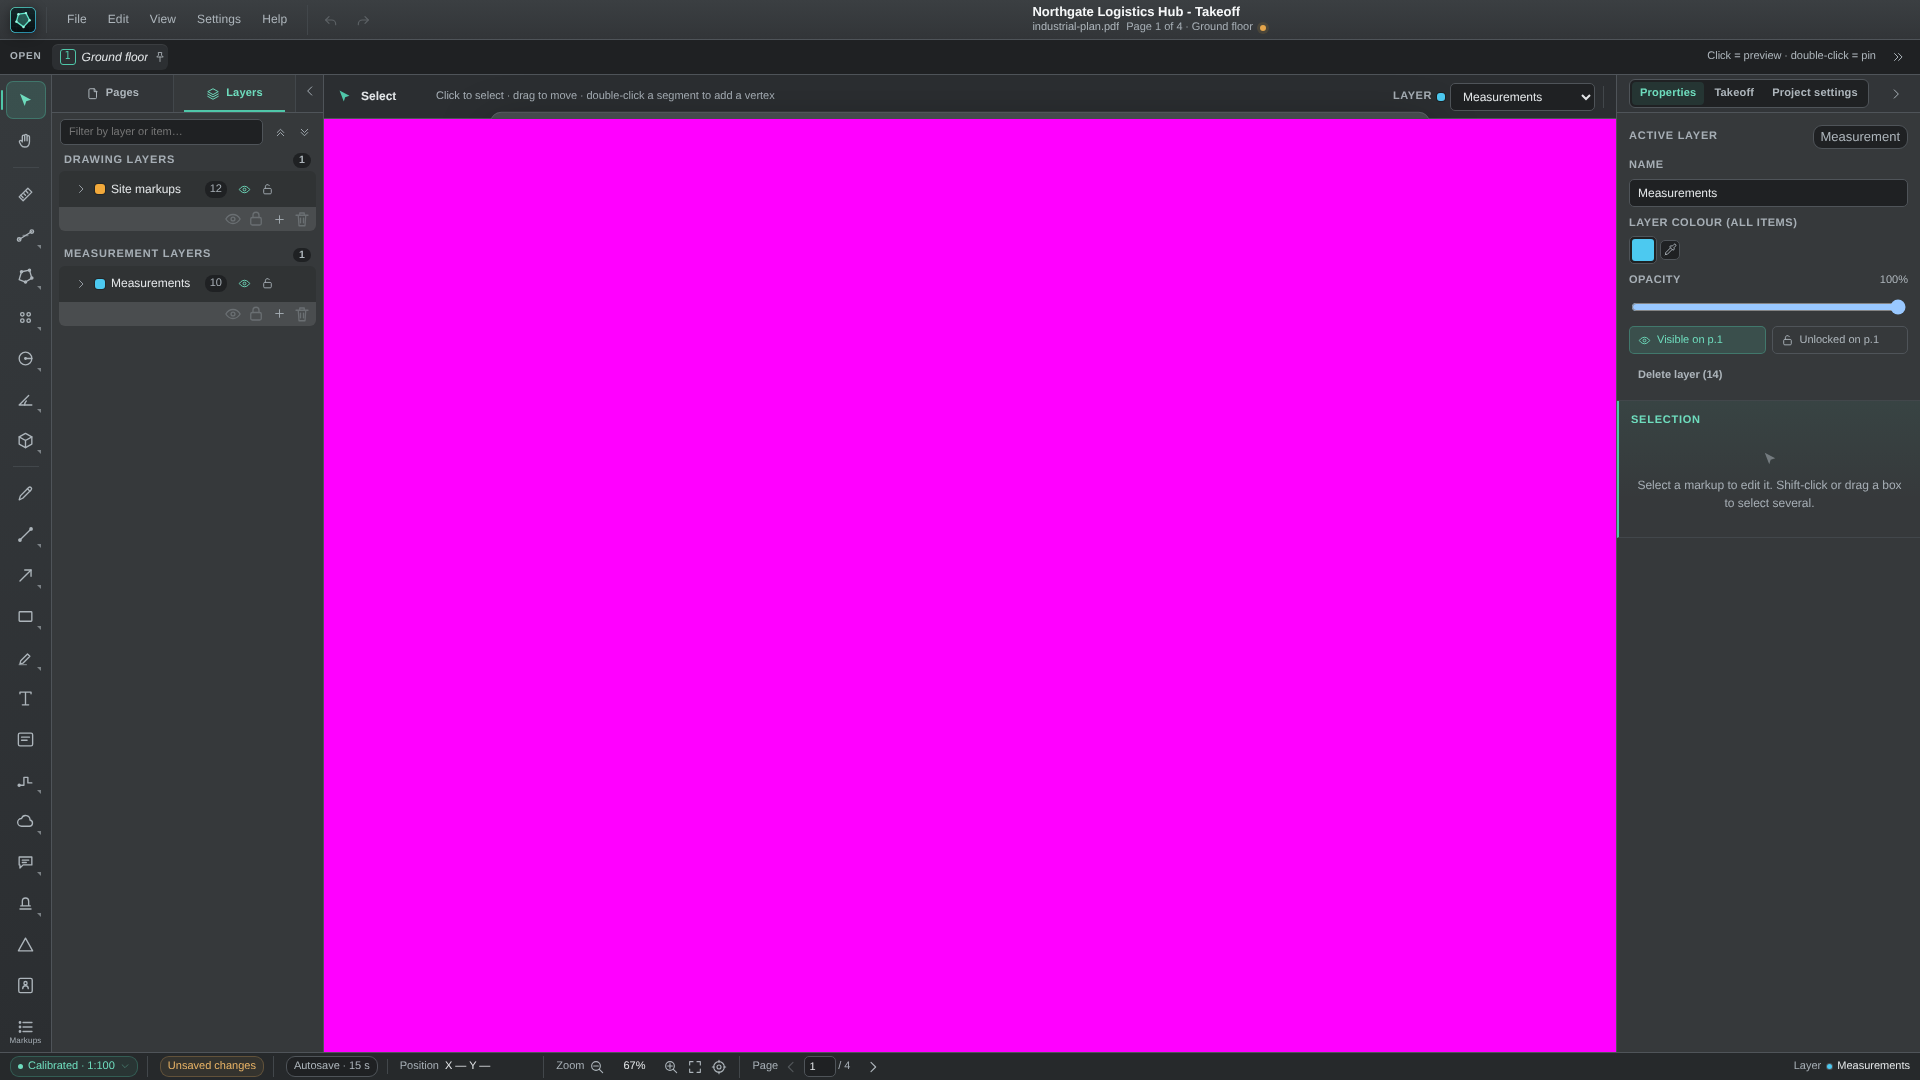 File Edit View Settings Help
Northgate Logistics Hub - Takeoff
industrial-plan.pdf Page 1 of 4 · Ground floor
OPEN 1 Ground floor
Click = preview · double-click = pin
Pages Layers
Select Click to select · drag to move · double-click a segment to add a vertex
LAYER Measurements
Properties Takeoff Project settings
Filter by layer or item…
DRAWING LAYERS 1
Site markups 12
MEASUREMENT LAYERS 1
Measurements 10
ACTIVE LAYER Measurement
NAME
Measurements
LAYER COLOUR (ALL ITEMS)
OPACITY 100%
Visible on p.1 Unlocked on p.1
Delete layer (14)
SELECTION
Select a markup to edit it. Shift-click or drag a box
to select several.
Markups
Calibrated · 1:100 Unsaved changes Autosave · 15 s Position X — Y — Zoom 67% Page 1 / 4 Layer Measurements